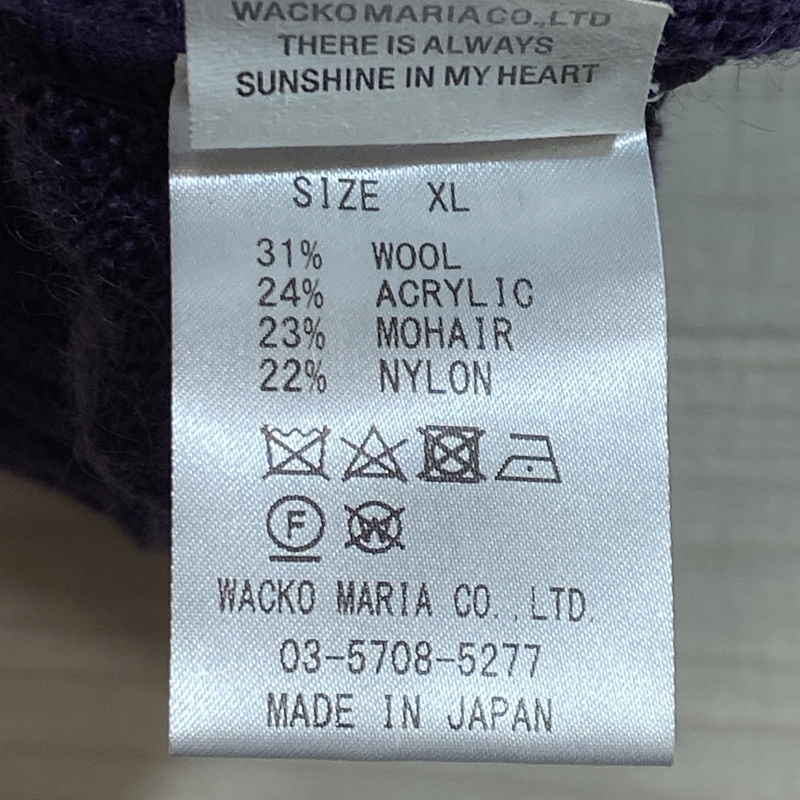 WACKO MARIA CO.,LTD
THERE IS ALWAYS
SUNSHINE IN MY HEART
SIZE XL
31% WOOL
24% ACRYLIC
23% MOHAIR
22% NYLON
F W
WACKO MARIA CO.,LTD.
03-5708-5277
MADE IN JAPAN